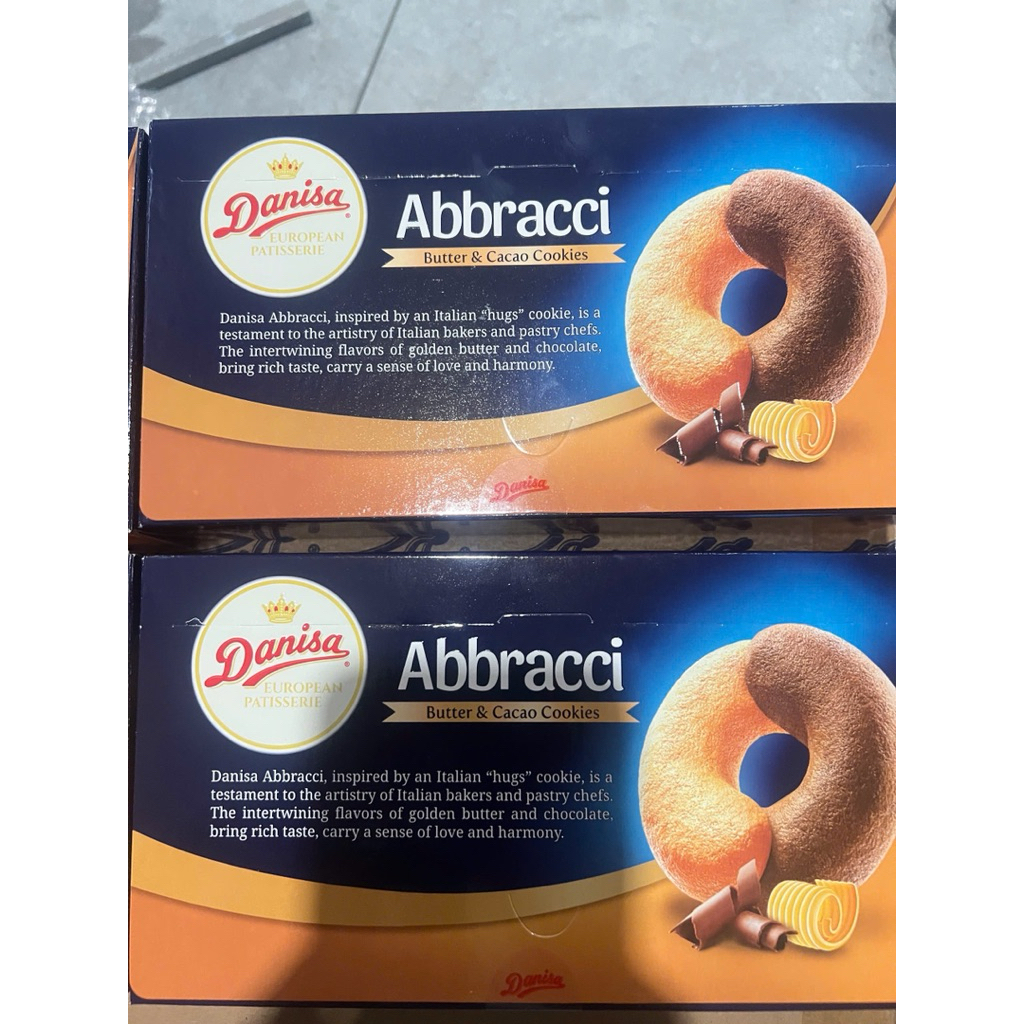 Danisa
EUROPEAN
PATISSERIE
Abbracci
Butter & Cacao Cookies
Danisa Abbracci, inspired by an Italian “hugs” cookie, is a
testament to the artistry of Italian bakers and pastry chefs.
The intertwining flavors of golden butter and chocolate,
bring rich taste, carry a sense of love and harmony.
Danisa
Danisa
EUROPEAN
PATISSERIE
Abbracci
Butter & Cacao Cookies
Danisa Abbracci, inspired by an Italian “hugs” cookie, is a
testament to the artistry of Italian bakers and pastry chefs.
The intertwining flavors of golden butter and chocolate,
bring rich taste, carry a sense of love and harmony.
Danisa